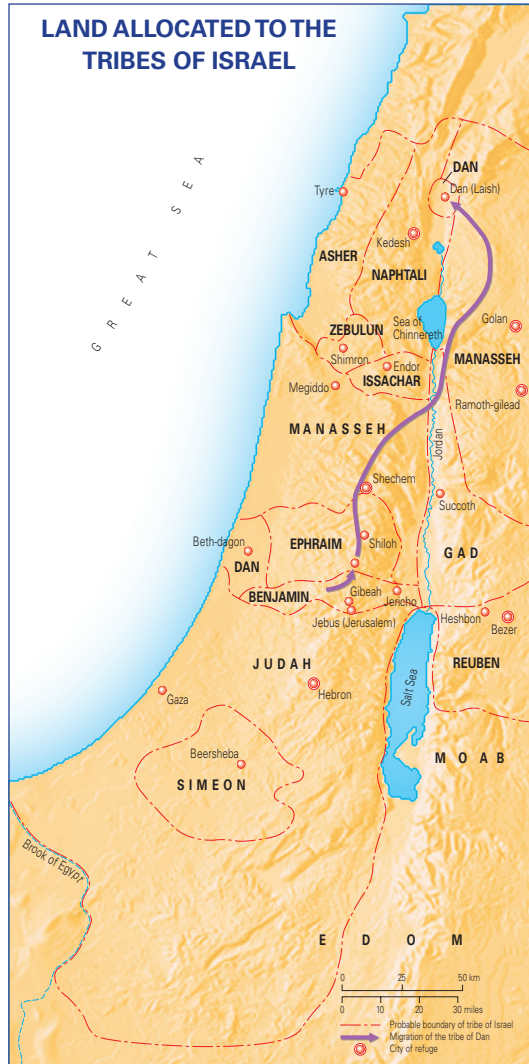 LAND ALLOCATED TO THE
TRIBES OF ISRAEL
GREAT SEA
DAN
Dan (Laish)
Tyre
Kedesh
ASHER
NAPHTALI
Sea of
Chinnereth
Golan
ZEBULUN
Shimron
Endor
MANASSEH
ISSACHAR
Megiddo
Ramoth-gilead
MANASSEH
Jordan
Shechem
Succoth
Beth-dagon
EPHRAIM
Shiloh
GAD
DAN
BENJAMIN
Gibeah
Jericho
Jebus (Jerusalem)
Heshbon
Bezer
JUDAH
REUBEN
Hebron
Salt Sea
Gaza
Beersheba
MOAB
SIMEON
Brook of Egypt
EDOM
0 25 50 km
0 10 20 30 miles
Probable boundary of tribe of Israel
Migration of the tribe of Dan
City of refuge